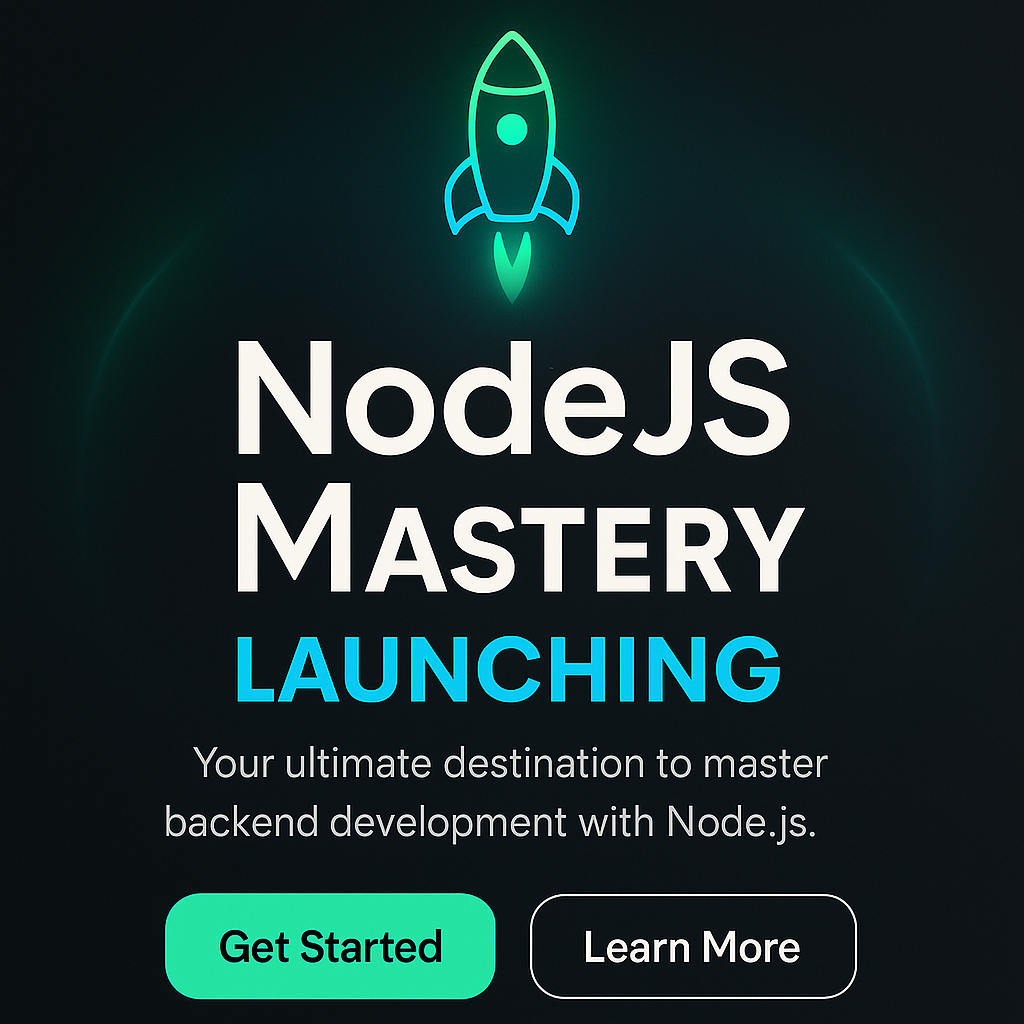 NodeJS
MASTERY
LAUNCHING
Your ultimate destination to master
backend development with Node.js.
Get Started
Learn More